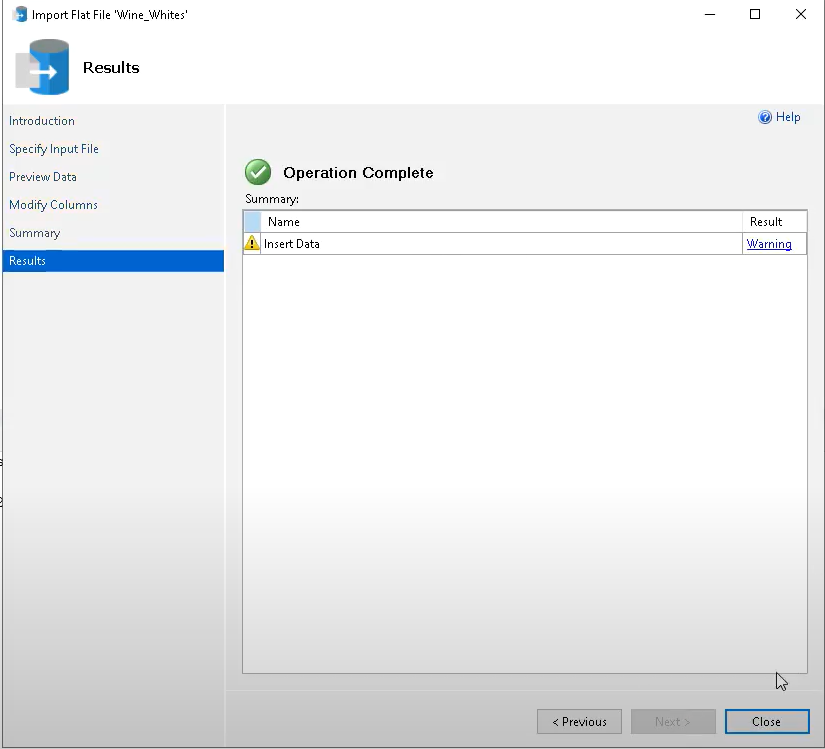 Import Flat File 'Wine_Whites'
Results
Introduction
Specify Input File
Preview Data
Modify Columns
Summary
Results
Help
Operation Complete
Summary:
Name Result
Insert Data Warning
< Previous Next > Close